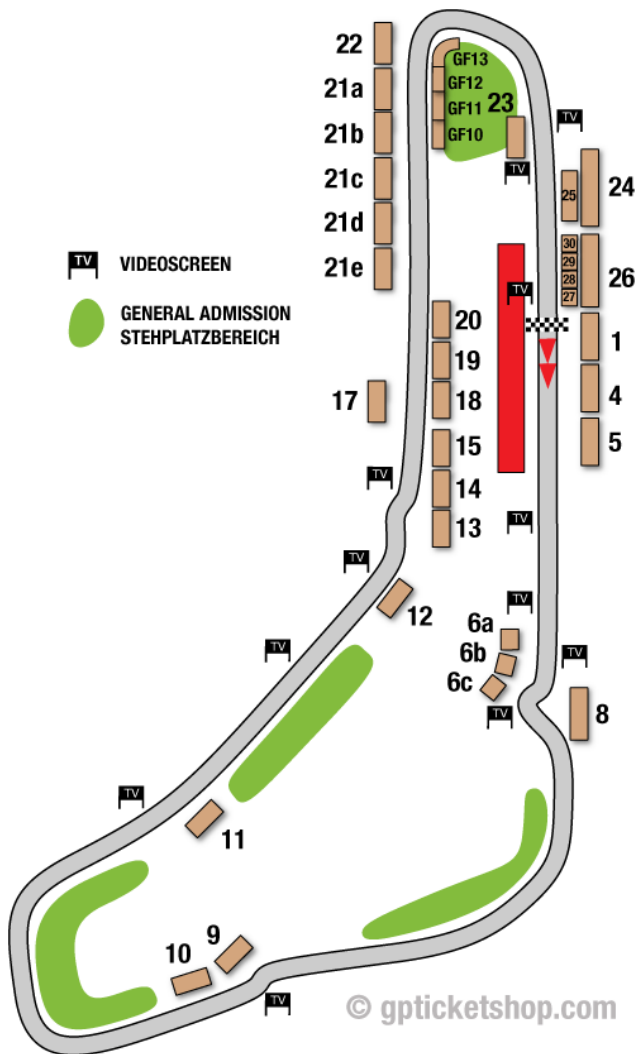 22
GF13
21a
GF12
GF11
23
TV
21b
GF10
TV
24
21c
25
21d
30
TV
VIDEOSCREEN
21e
29
26
28
TV
27
GENERAL ADMISSION
STEHPLATZBEREICH
20
1
19
17
18
4
15
5
TV
14
TV
13
TV
12
TV
6a
TV
6b
TV
6c
TV
8
TV
11
9
10
TV
© gpticketshop.com